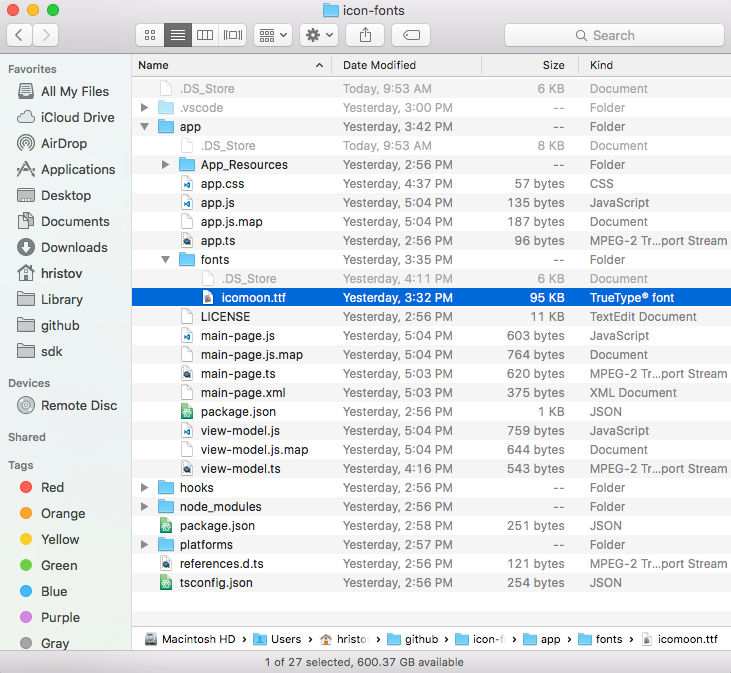 icon-fonts
Search
Favorites
All My Files
iCloud Drive
AirDrop
Applications
Desktop
Documents
Downloads
hristov
Library
github
sdk
Devices
Remote Disc
Shared
Tags
Red
Orange
Yellow
Green
Blue
Purple
Gray
Name Date Modified Size Kind
.DS_Store Today, 9:53 AM 6 KB Document
.vscode Yesterday, 3:00 PM -- Folder
app Yesterday, 3:42 PM -- Folder
.DS_Store Today, 9:53 AM 8 KB Document
App_Resources Yesterday, 2:56 PM -- Folder
app.css Yesterday, 4:37 PM 57 bytes CSS
app.js Yesterday, 5:04 PM 135 bytes JavaScript
app.js.map Yesterday, 5:04 PM 187 bytes Document
app.ts Yesterday, 2:56 PM 96 bytes MPEG-2 Tr...port Stream
fonts Yesterday, 3:35 PM -- Folder
.DS_Store Yesterday, 4:11 PM 6 KB Document
icomoon.ttf Yesterday, 3:32 PM 95 KB TrueType® font
LICENSE Yesterday, 2:56 PM 11 KB TextEdit Document
main-page.js Yesterday, 5:04 PM 603 bytes JavaScript
main-page.js.map Yesterday, 5:04 PM 764 bytes Document
main-page.ts Yesterday, 5:03 PM 620 bytes MPEG-2 Tr...port Stream
main-page.xml Yesterday, 5:03 PM 375 bytes XML Document
package.json Yesterday, 2:56 PM 1 KB JSON
view-model.js Yesterday, 5:04 PM 759 bytes JavaScript
view-model.js.map Yesterday, 5:04 PM 644 bytes Document
view-model.ts Yesterday, 4:16 PM 543 bytes MPEG-2 Tr...port Stream
hooks Yesterday, 2:56 PM -- Folder
node_modules Yesterday, 2:56 PM -- Folder
package.json Yesterday, 2:58 PM 251 bytes JSON
platforms Yesterday, 2:57 PM -- Folder
references.d.ts Yesterday, 2:56 PM 121 bytes MPEG-2 Tr...port Stream
tsconfig.json Yesterday, 2:56 PM 254 bytes JSON
Macintosh HD › Users › hristo › github › icon-f › app › fonts › icomoon.ttf
1 of 27 selected, 600.37 GB available